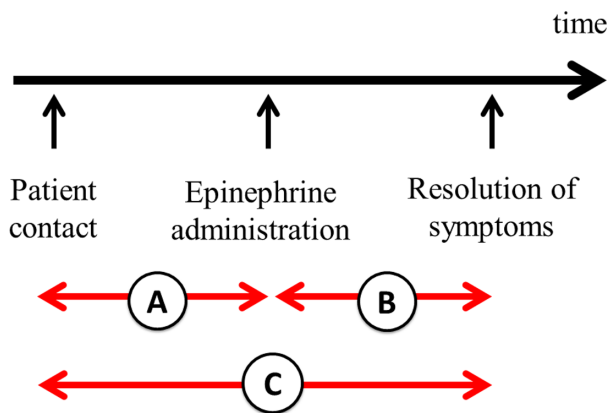 time
Patient
contact
Epinephrine
administration
Resolution of
symptoms
A
B
C